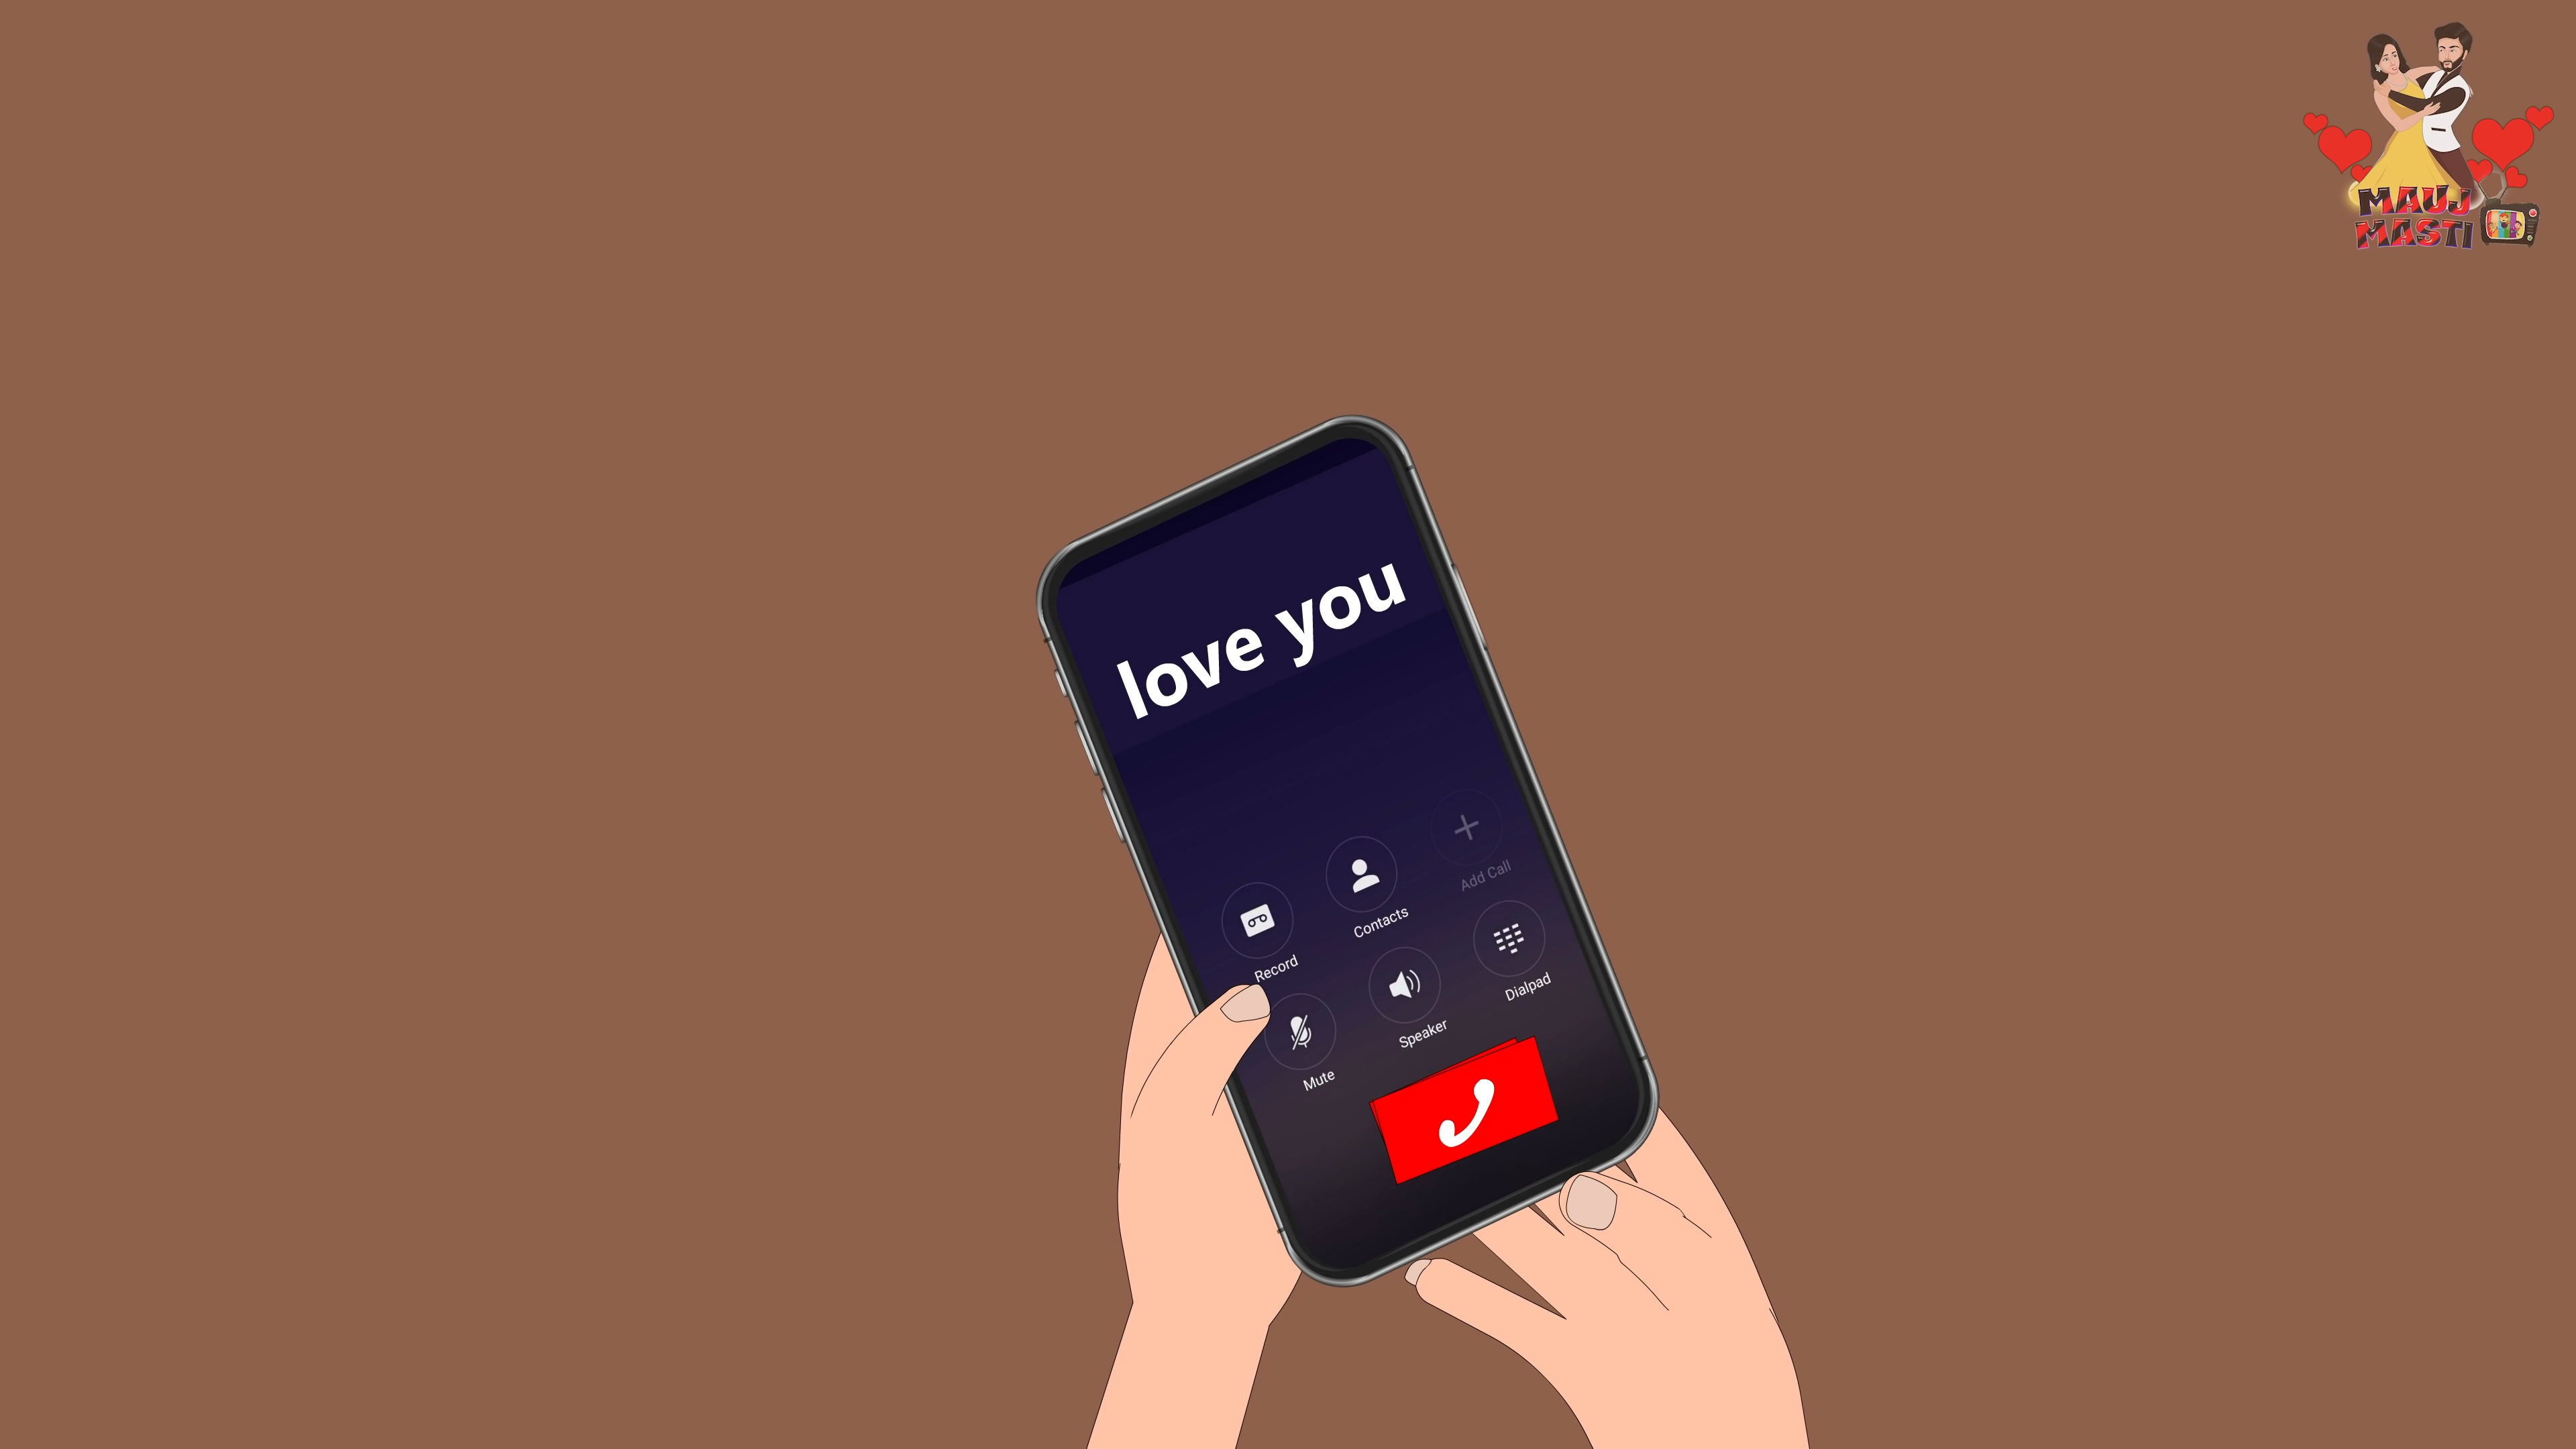 MAUJ
MASTI
love you
Add Call
Contacts
Record
Dialpad
Speaker
Mute